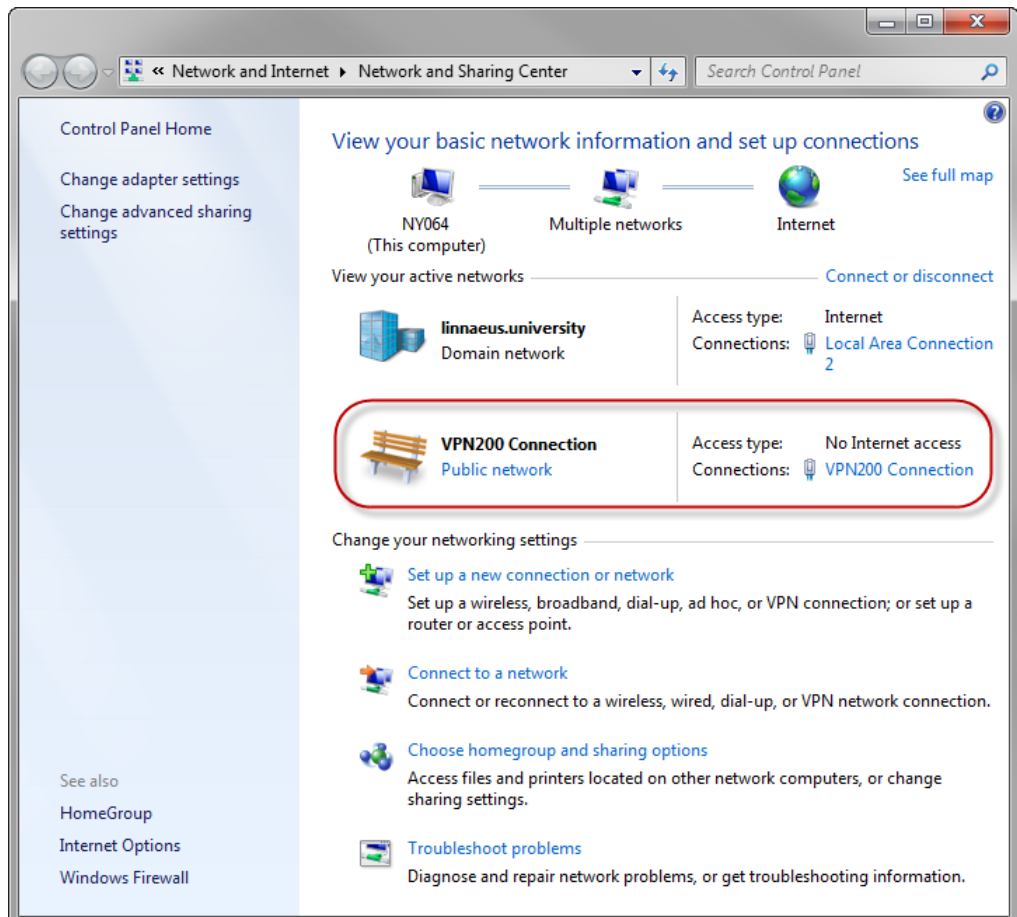 « Network and Internet ▸ Network and Sharing Center
Search Control Panel
Control Panel Home
Change adapter settings
Change advanced sharing
settings
See also
HomeGroup
Internet Options
Windows Firewall
View your basic network information and set up connections
See full map
NY064
(This computer)
Multiple networks
Internet
View your active networks
Connect or disconnect
linnaeus.university
Domain network
Access type: Internet
Connections: Local Area Connection
2
VPN200 Connection
Public network
Access type: No Internet access
Connections: VPN200 Connection
Change your networking settings
Set up a new connection or network
Set up a wireless, broadband, dial-up, ad hoc, or VPN connection; or set up a
router or access point.
Connect to a network
Connect or reconnect to a wireless, wired, dial-up, or VPN network connection.
Choose homegroup and sharing options
Access files and printers located on other network computers, or change
sharing settings.
Troubleshoot problems
Diagnose and repair network problems, or get troubleshooting information.